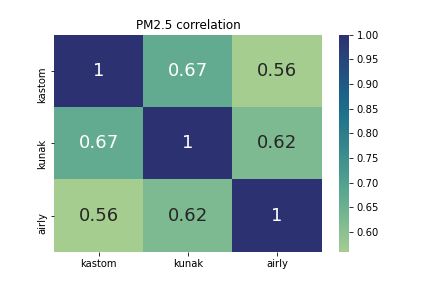 PM2.5 correlation
kastom 1 0.67 0.56
kunak 0.67 1 0.62
airly 0.56 0.62 1
kastom kunak airly
1.00
0.95
0.90
0.85
0.80
0.75
0.70
0.65
0.60